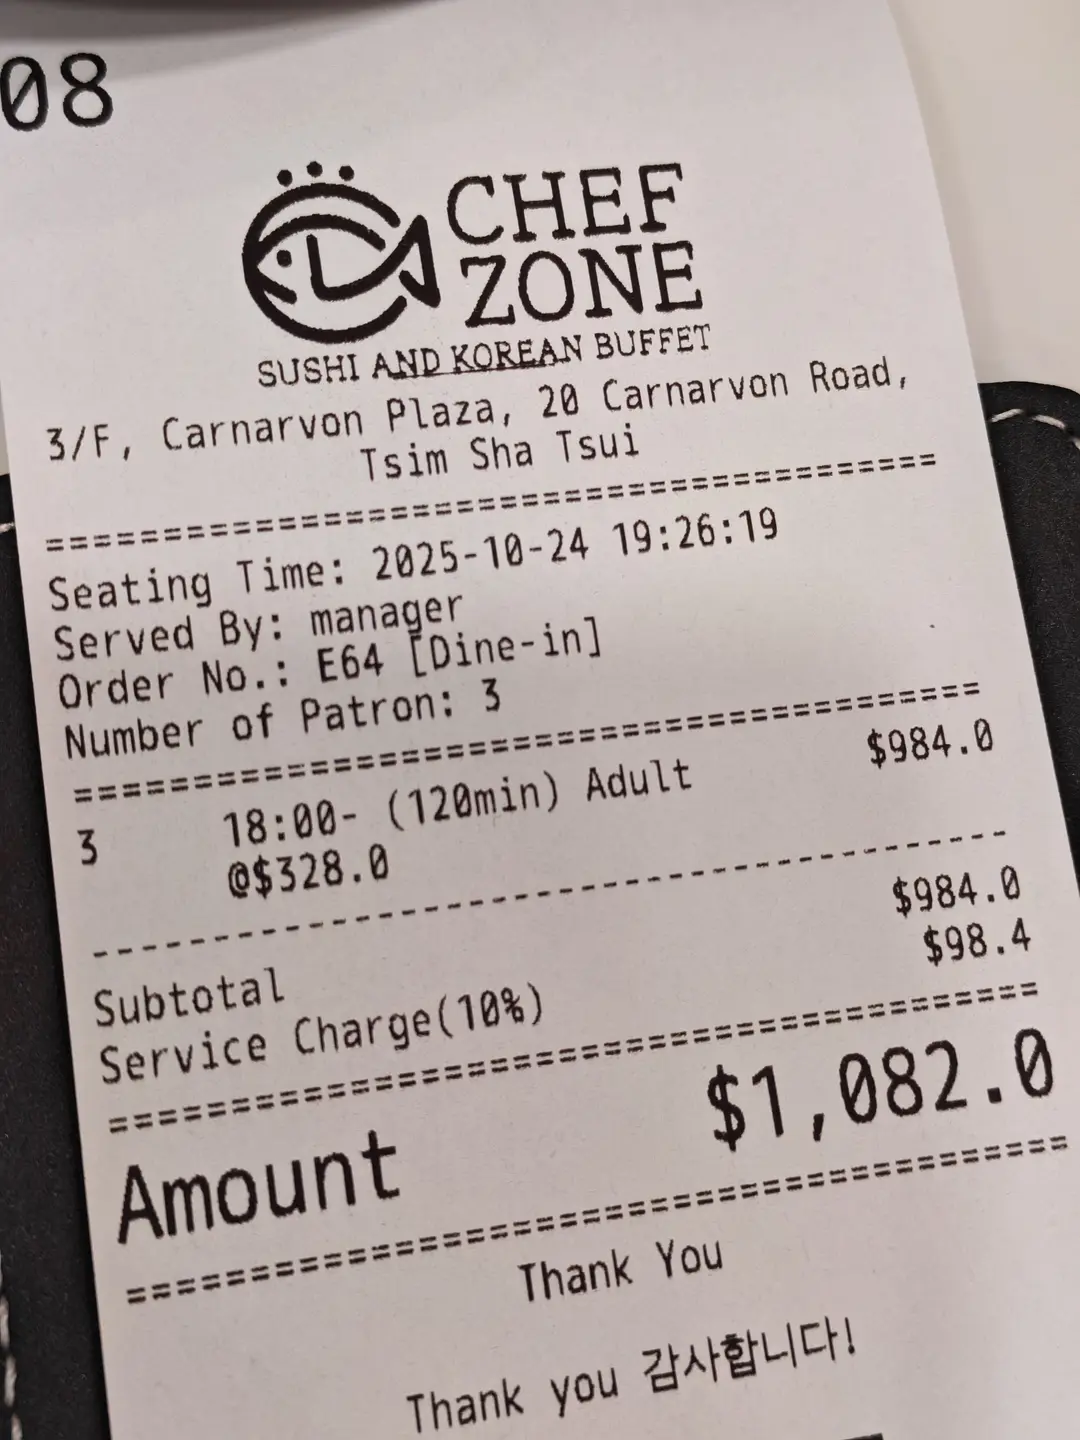 08
CHEF
ZONE
SUSHI AND KOREAN BUFFET
3/F, Carnarvon Plaza, 20 Carnarvon Road,
Tsim Sha Tsui
========================================
Seating Time: 2025-10-24 19:26:19
Served By: manager
Order No.: E64 [Dine-in]
Number of Patron: 3
========================================
3 18:00- (120min) Adult $984.0
@$328.0
----------------------------------------
Subtotal $984.0
Service Charge(10%) $98.4
========================================
Amount $1,082.0
========================================
Thank You
Thank you 감사합니다!